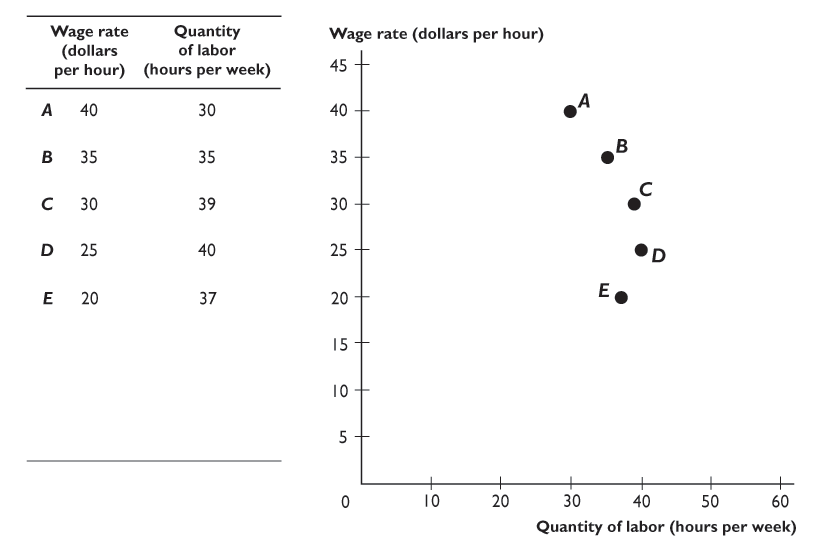 Wage rate
(dollars
per hour)
Quantity
of labor
(hours per week)
A 40 30
B 35 35
C 30 39
D 25 40
E 20 37
Wage rate (dollars per hour)
45
40
35
30
25
20
15
10
5
A
B
C
D
E
0 10 20 30 40 50 60
Quantity of labor (hours per week)